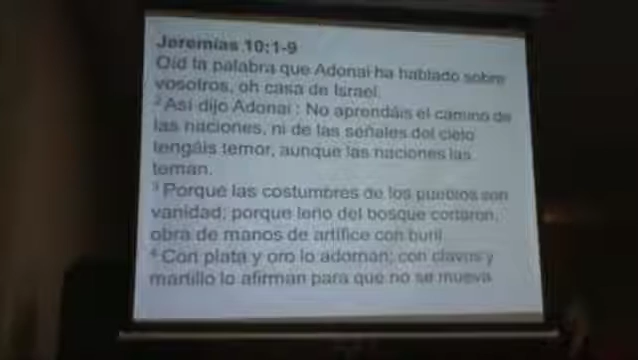 Jeremías 10:1-9
Oíd la palabra que Adonai ha hablado sobre
vosotros, oh casa de Israel.
2 Así dijo Adonai : No aprendáis el camino de
las naciones, ni de las señales del cielo
tengáis temor, aunque las naciones las
teman.
3 Porque las costumbres de los pueblos son
vanidad; porque leño del bosque cortaron,
obra de manos de artífice con buril.
4 Con plata y oro lo adornan; con clavos y
martillo lo afirman para que no se mueva